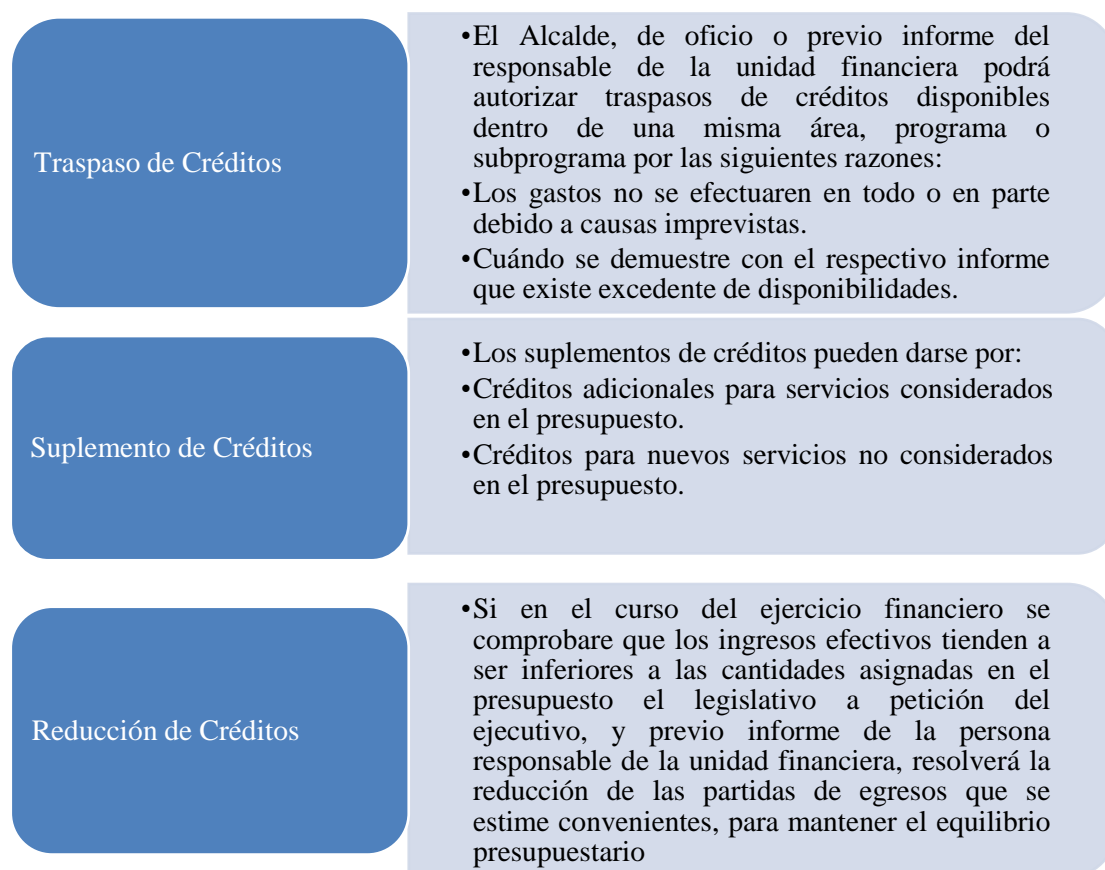 Traspaso de Créditos
•El Alcalde, de oficio o previo informe del
responsable de la unidad financiera podrá
autorizar traspasos de créditos disponibles
dentro de una misma área, programa o
subprograma por las siguientes razones:
•Los gastos no se efectuaren en todo o en parte
debido a causas imprevistas.
•Cuándo se demuestre con el respectivo informe
que existe excedente de disponibilidades.
Suplemento de Créditos
•Los suplementos de créditos pueden darse por:
•Créditos adicionales para servicios considerados
en el presupuesto.
•Créditos para nuevos servicios no considerados
en el presupuesto.
Reducción de Créditos
•Si en el curso del ejercicio financiero se
comprobare que los ingresos efectivos tienden a
ser inferiores a las cantidades asignadas en el
presupuesto el legislativo a petición del
ejecutivo, y previo informe de la persona
responsable de la unidad financiera, resolverá la
reducción de las partidas de egresos que se
estime convenientes, para mantener el equilibrio
presupuestario